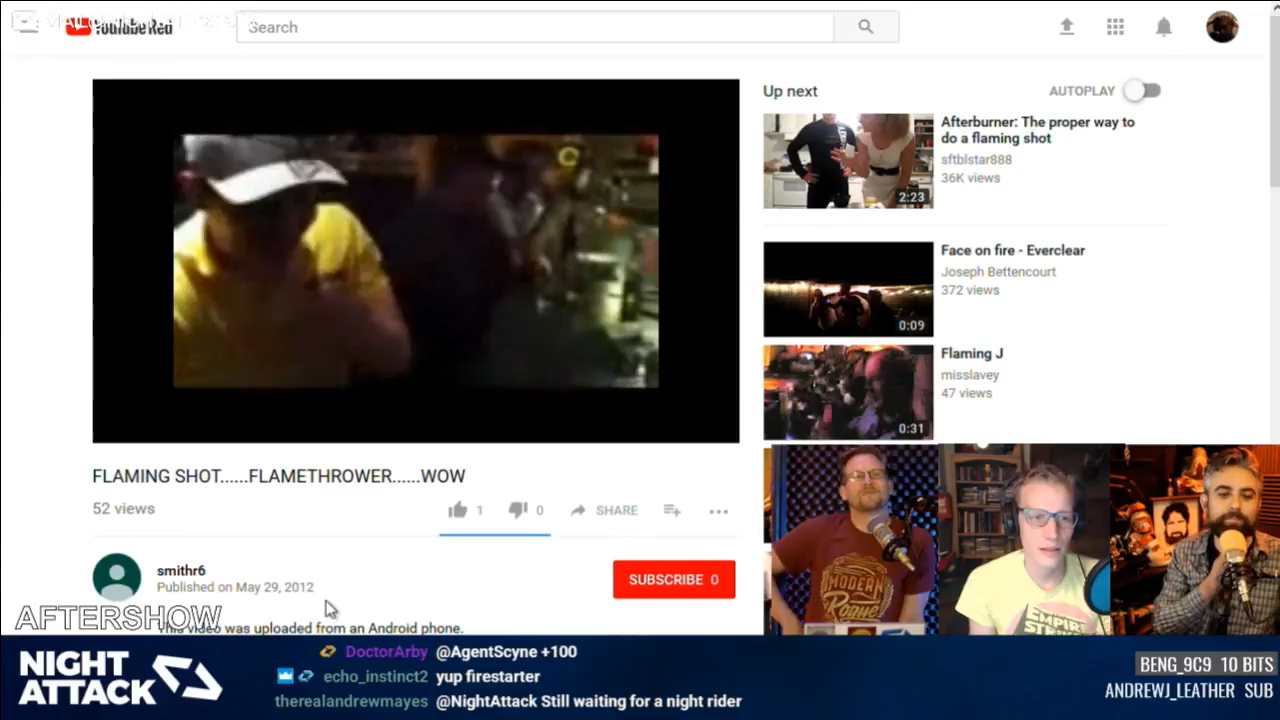 YouTube Red
Search
Up next
AUTOPLAY
Afterburner: The proper way to
do a flaming shot
sftblstar888
36K views
2:23
Face on fire - Everclear
Joseph Bettencourt
372 views
0:09
Flaming J
misslavey
47 views
0:31
FLAMING SHOT......FLAMETHROWER......WOW
52 views
1
0
SHARE
smithr6
Published on May 29, 2012
SUBSCRIBE 0
This video was uploaded from an Android phone.
AFTERSHOW
MODERN
Rogue
EMPIRE
NIGHT
ATTACK
DoctorArby @AgentScyne +100
echo_instinct2 yup firestarter
therealandrewmayes @NightAttack Still waiting for a night rider
BENG_9C9 10 BITS
ANDREWJ_LEATHER SUB